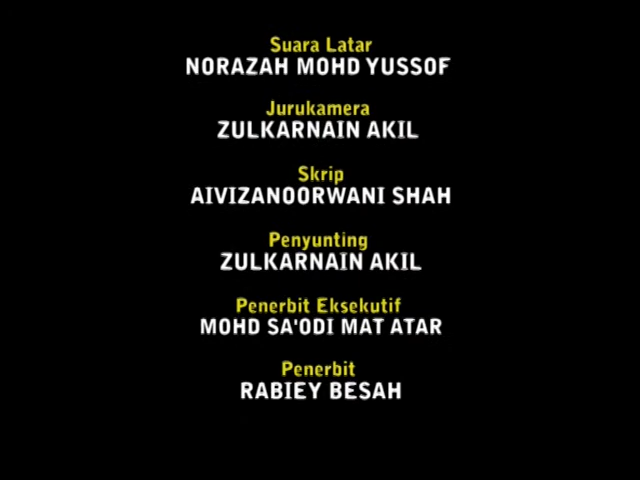 Suara Latar
NORAZAH MOHD YUSSOF
Jurukamera
ZULKARNAIN AKIL
Skrip
AIVIZANOORWANI SHAH
Penyunting
ZULKARNAIN AKIL
Penerbit Eksekutif
MOHD SA'ODI MAT ATAR
Penerbit
RABIEY BESAH